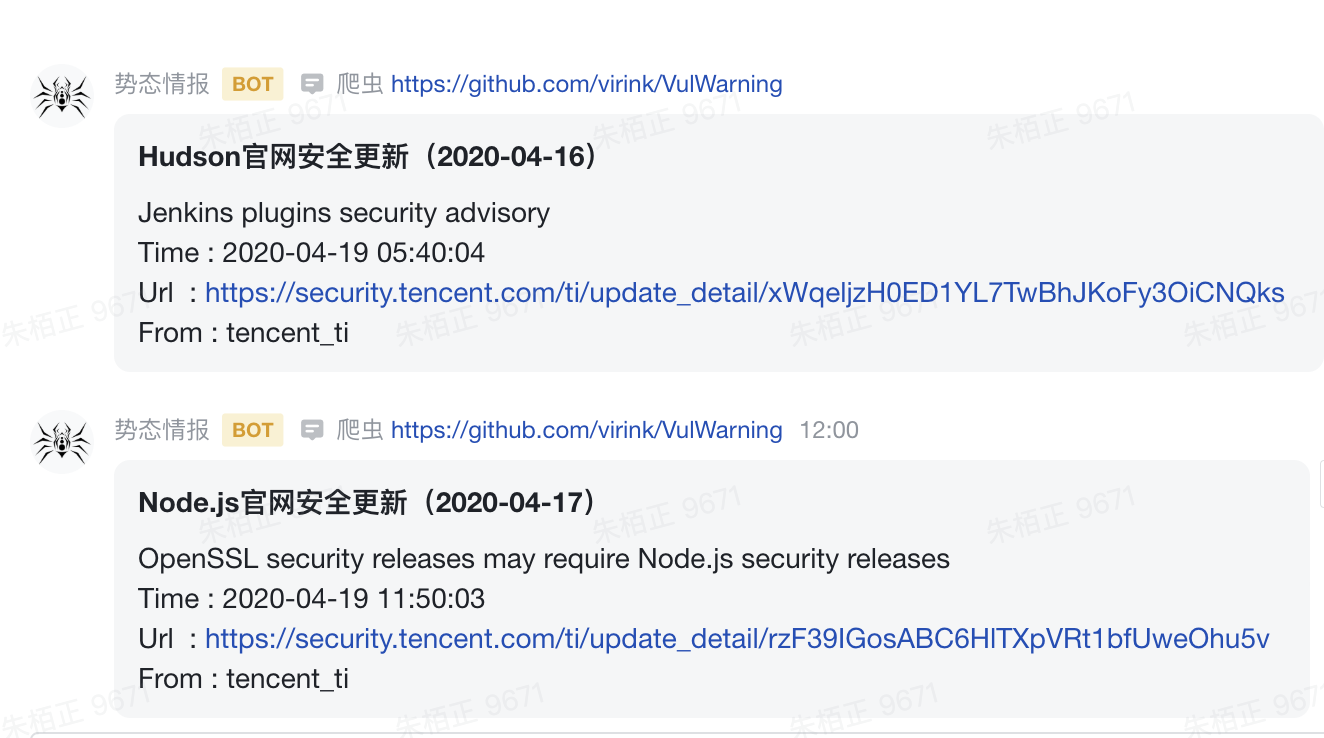 势态情报 BOT 爬虫 https://github.com/virink/VulWarning
Hudson官网安全更新（2020-04-16）
Jenkins plugins security advisory
Time : 2020-04-19 05:40:04
Url : https://security.tencent.com/ti/update_detail/xWqeljzH0ED1YL7TwBhJKoFy3OiCNQks
From : tencent_ti
势态情报 BOT 爬虫 https://github.com/virink/VulWarning 12:00
Node.js官网安全更新（2020-04-17）
OpenSSL security releases may require Node.js security releases
Time : 2020-04-19 11:50:03
Url : https://security.tencent.com/ti/update_detail/rzF39IGosABC6HlTXpVRt1bfUweOhu5v
From : tencent_ti
朱栢正 9671